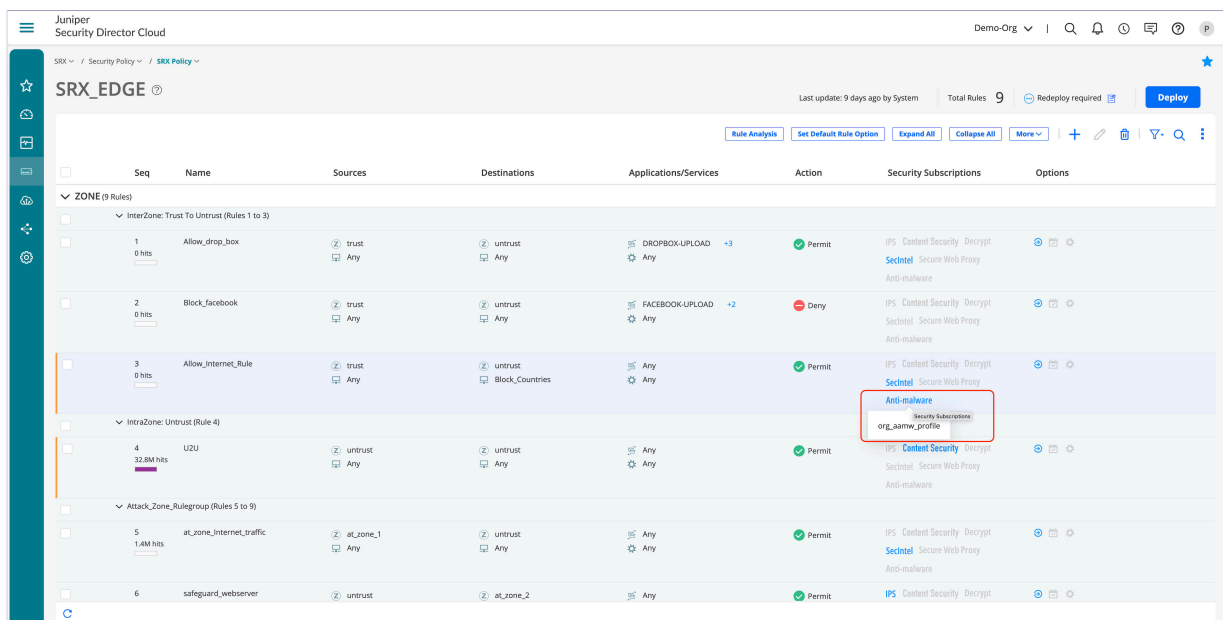 Juniper
Security Director Cloud
Demo-Org
P
SRX / Security Policy / SRX Policy
SRX_EDGE
Last update: 9 days ago by System
Total Rules 9
Redeploy required
Deploy
Rule Analysis
Set Default Rule Option
Expand All
Collapse All
More
Seq Name Sources Destinations Applications/Services Action Security Subscriptions Options
ZONE (9 Rules)
InterZone: Trust To Untrust (Rules 1 to 3)
1 Allow_drop_box Z trust Z untrust DROPBOX-UPLOAD +3 Permit IPS Content Security Decrypt
0 hits Any Any Any SecIntel Secure Web Proxy
Anti-malware
2 Block_facebook Z trust Z untrust FACEBOOK-UPLOAD +2 Deny IPS Content Security Decrypt
0 hits Any Any Any SecIntel Secure Web Proxy
Anti-malware
3 Allow_Internet_Rule Z trust Z untrust Any Permit IPS Content Security Decrypt
0 hits Any Block_Countries Any SecIntel Secure Web Proxy
Anti-malware
Security Subscriptions
org_aamw_profile
IntraZone: Untrust (Rule 4)
4 U2U Z untrust Z untrust Any Permit IPS Content Security Decrypt
32.8M hits Any Any Any SecIntel Secure Web Proxy
Anti-malware
Attack_Zone_Rulegroup (Rules 5 to 9)
5 at_zone_Internet_traffic Z at_zone_1 Z untrust Any Permit IPS Content Security Decrypt
1.4M hits Any Any Any SecIntel Secure Web Proxy
Anti-malware
6 safeguard_webserver Z untrust Z at_zone_2 Any Permit IPS Content Security Decrypt